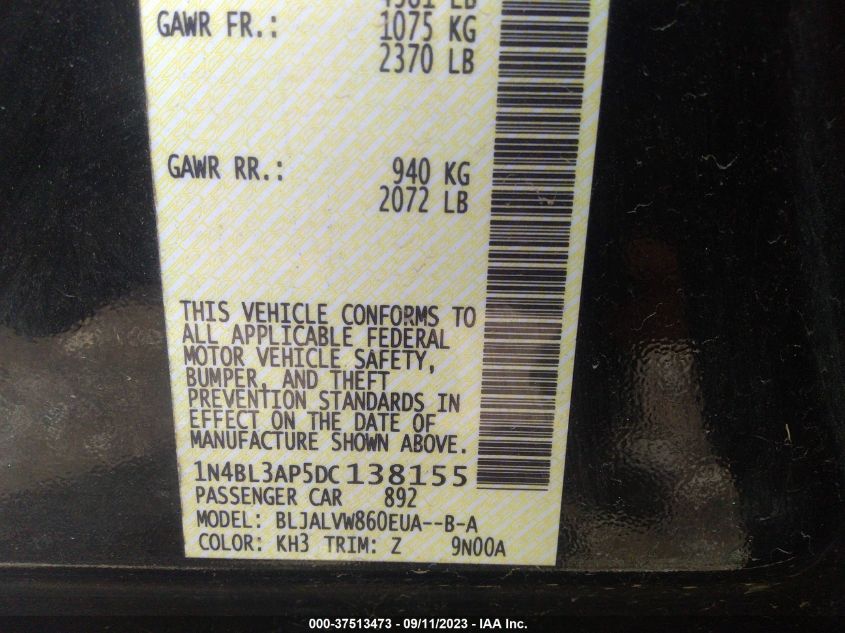 GAWR FR.: 1075 KG
2370 LB
GAWR RR.: 940 KG
2072 LB
THIS VEHICLE CONFORMS TO
ALL APPLICABLE FEDERAL
MOTOR VEHICLE SAFETY,
BUMPER, AND THEFT
PREVENTION STANDARDS IN
EFFECT ON THE DATE OF
MANUFACTURE SHOWN ABOVE.
1N4BL3AP5DC138155
PASSENGER CAR 892
MODEL: BLJALVW860EUA--B-A
COLOR: KH3 TRIM: Z 9N00A
000-37513473 - 09/11/2023 - IAA Inc.